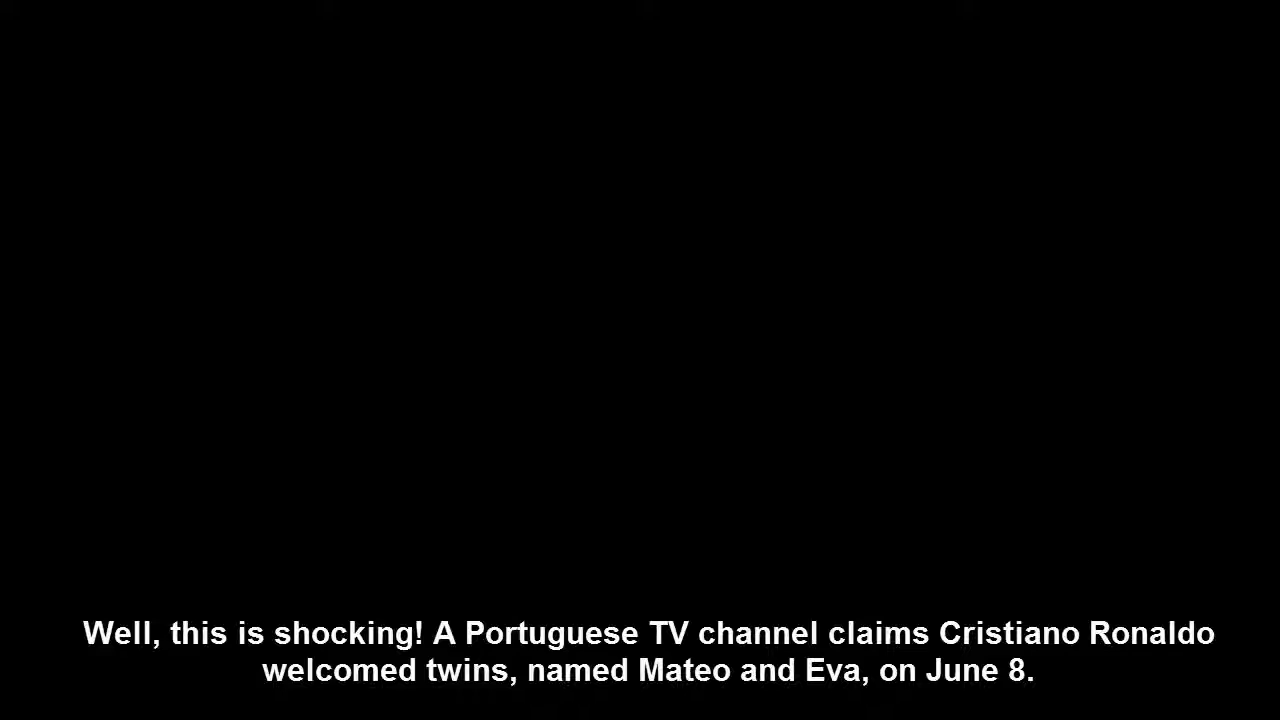 Well, this is shocking! A Portuguese TV channel claims Cristiano Ronaldo
welcomed twins, named Mateo and Eva, on June 8.